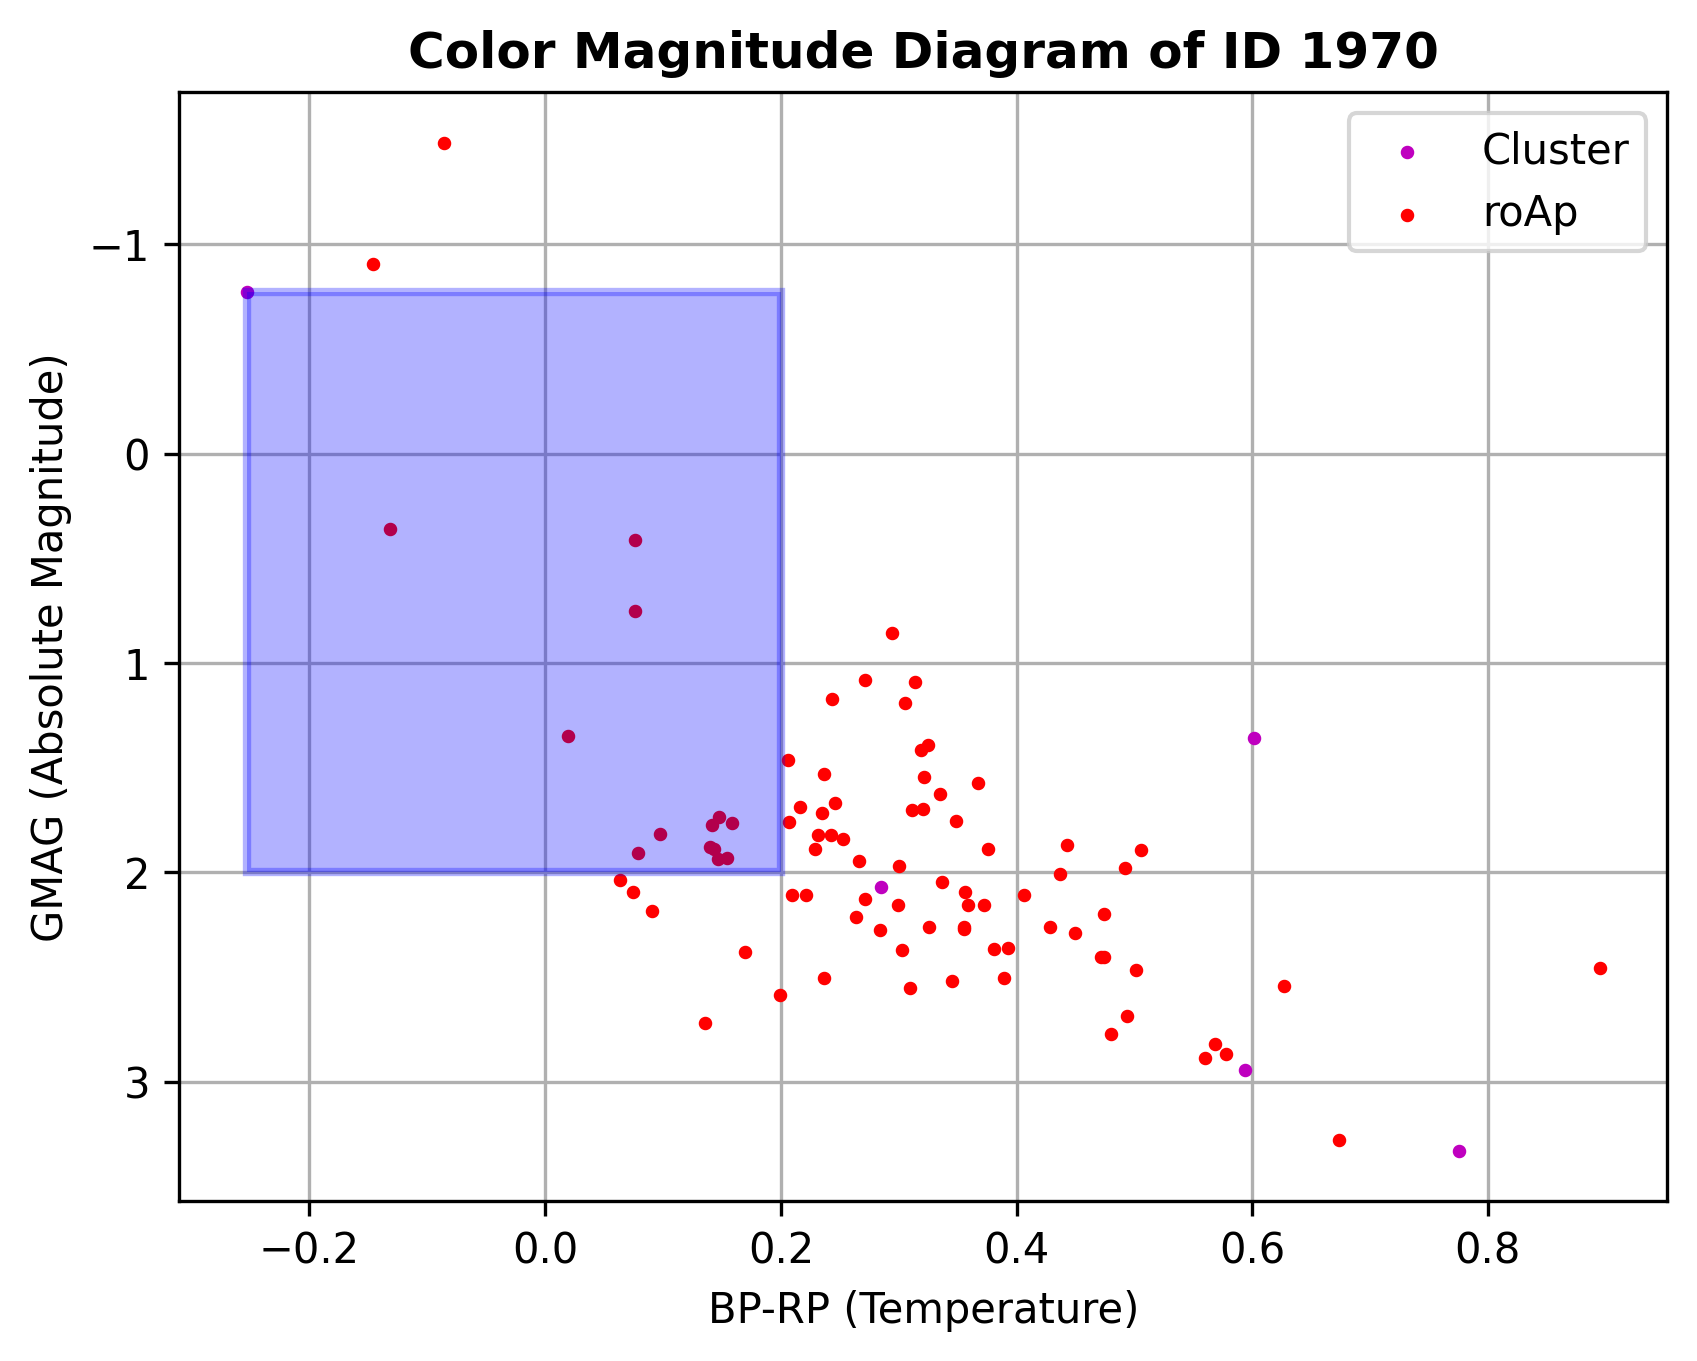 Color Magnitude Diagram of ID 1970
Cluster
roAp
GMAG (Absolute Magnitude)
−1
0
1
2
3
−0.2
0.0
0.2
0.4
0.6
0.8
BP-RP (Temperature)